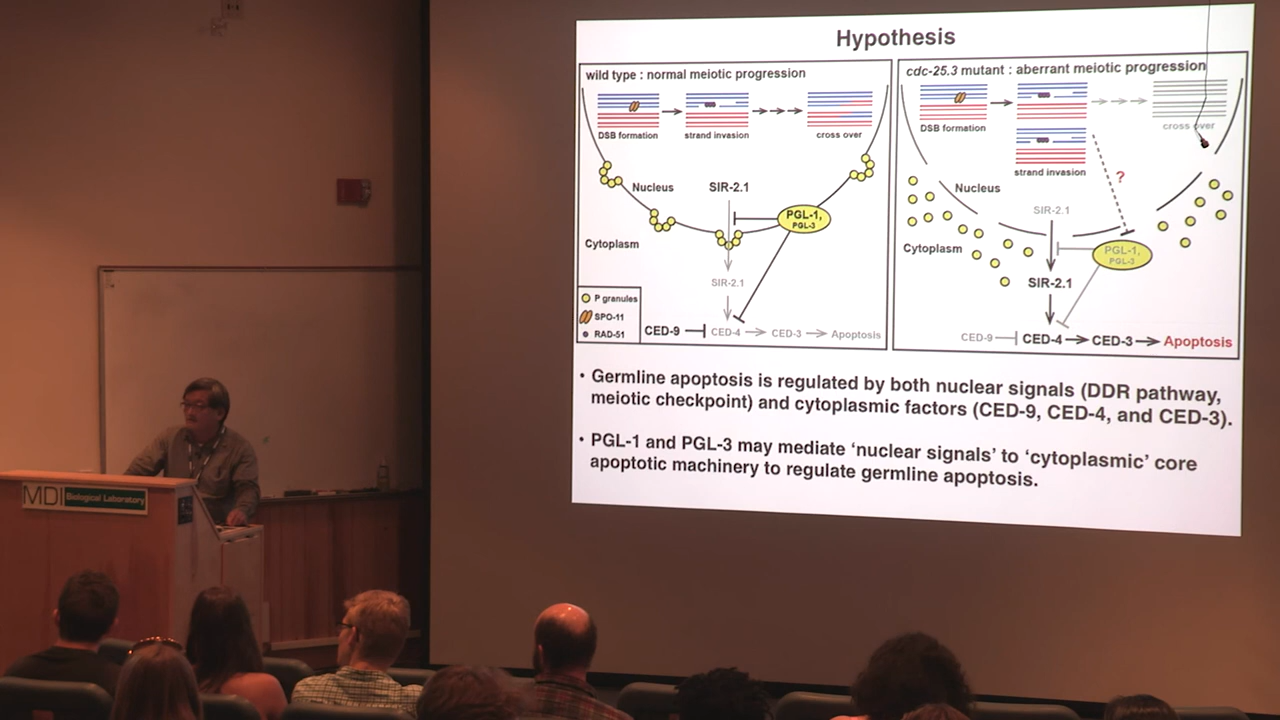 Hypothesis
wild type : normal meiotic progression
DSB formation
strand invasion
cross over
Nucleus
SIR-2.1
PGL-1,
PGL-3
Cytoplasm
SIR-2.1
P granules
SPO-11
RAD-51
CED-9
CED-4
CED-3
Apoptosis
cdc-25.3 mutant : aberrant meiotic progression
DSB formation
cross over
strand invasion
?
Nucleus
SIR-2.1
Cytoplasm
PGL-1,
PGL-3
SIR-2.1
CED-9
CED-4
CED-3
Apoptosis
• Germline apoptosis is regulated by both nuclear signals (DDR pathway,
meiotic checkpoint) and cytoplasmic factors (CED-9, CED-4, and CED-3).
• PGL-1 and PGL-3 may mediate ‘nuclear signals’ to ‘cytoplasmic’ core
apoptotic machinery to regulate germline apoptosis.
MDI Biological Laboratory